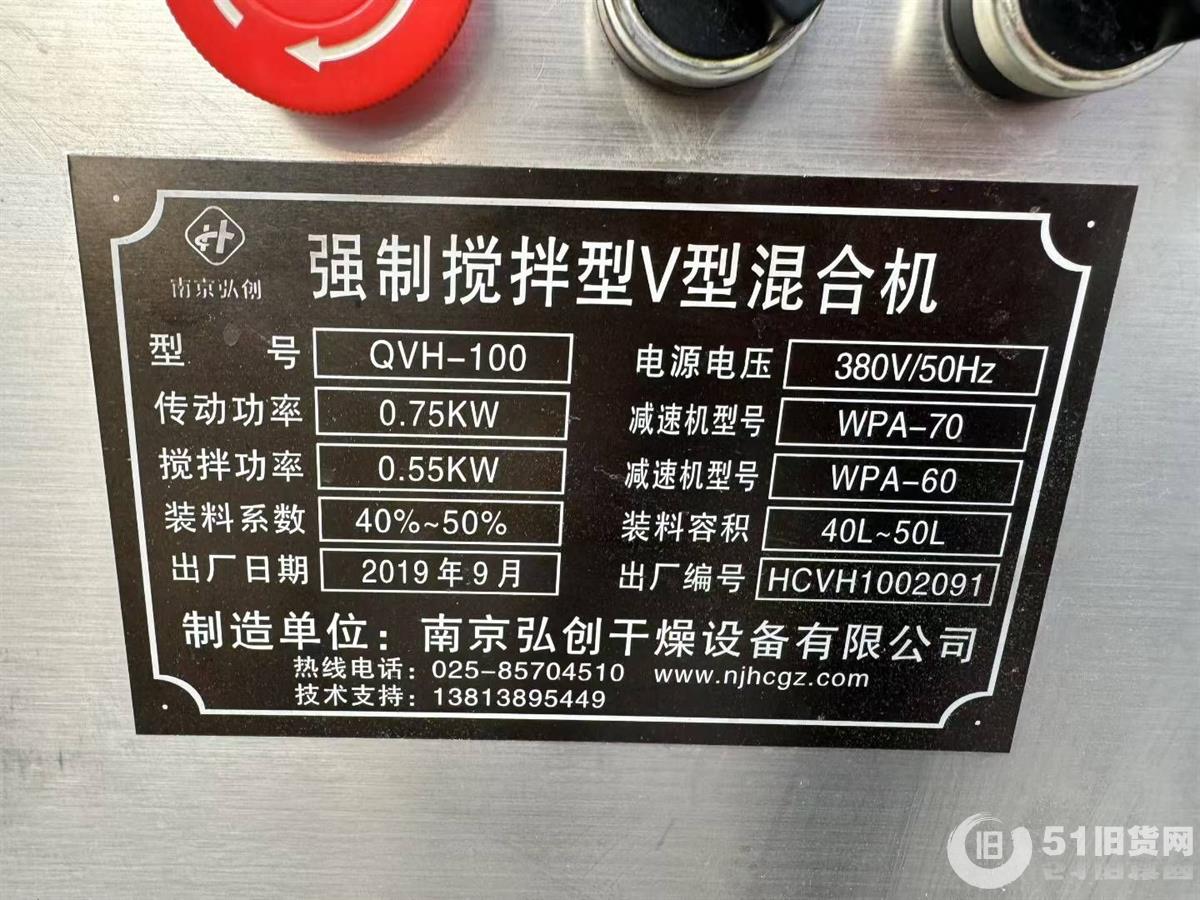 南京弘创
强制搅拌型V型混合机
型号 QVH-100 电源电压 380V/50Hz
传动功率 0.75KW 减速机型号 WPA-70
搅拌功率 0.55KW 减速机型号 WPA-60
装料系数 40%~50% 装料容积 40L~50L
出厂日期 2019年9月 出厂编号 HCVH1002091
制造单位：南京弘创干燥设备有限公司
热线电话：025-85704510 www.njhcgz.com
技术支持：13813895449
旧 51旧货网